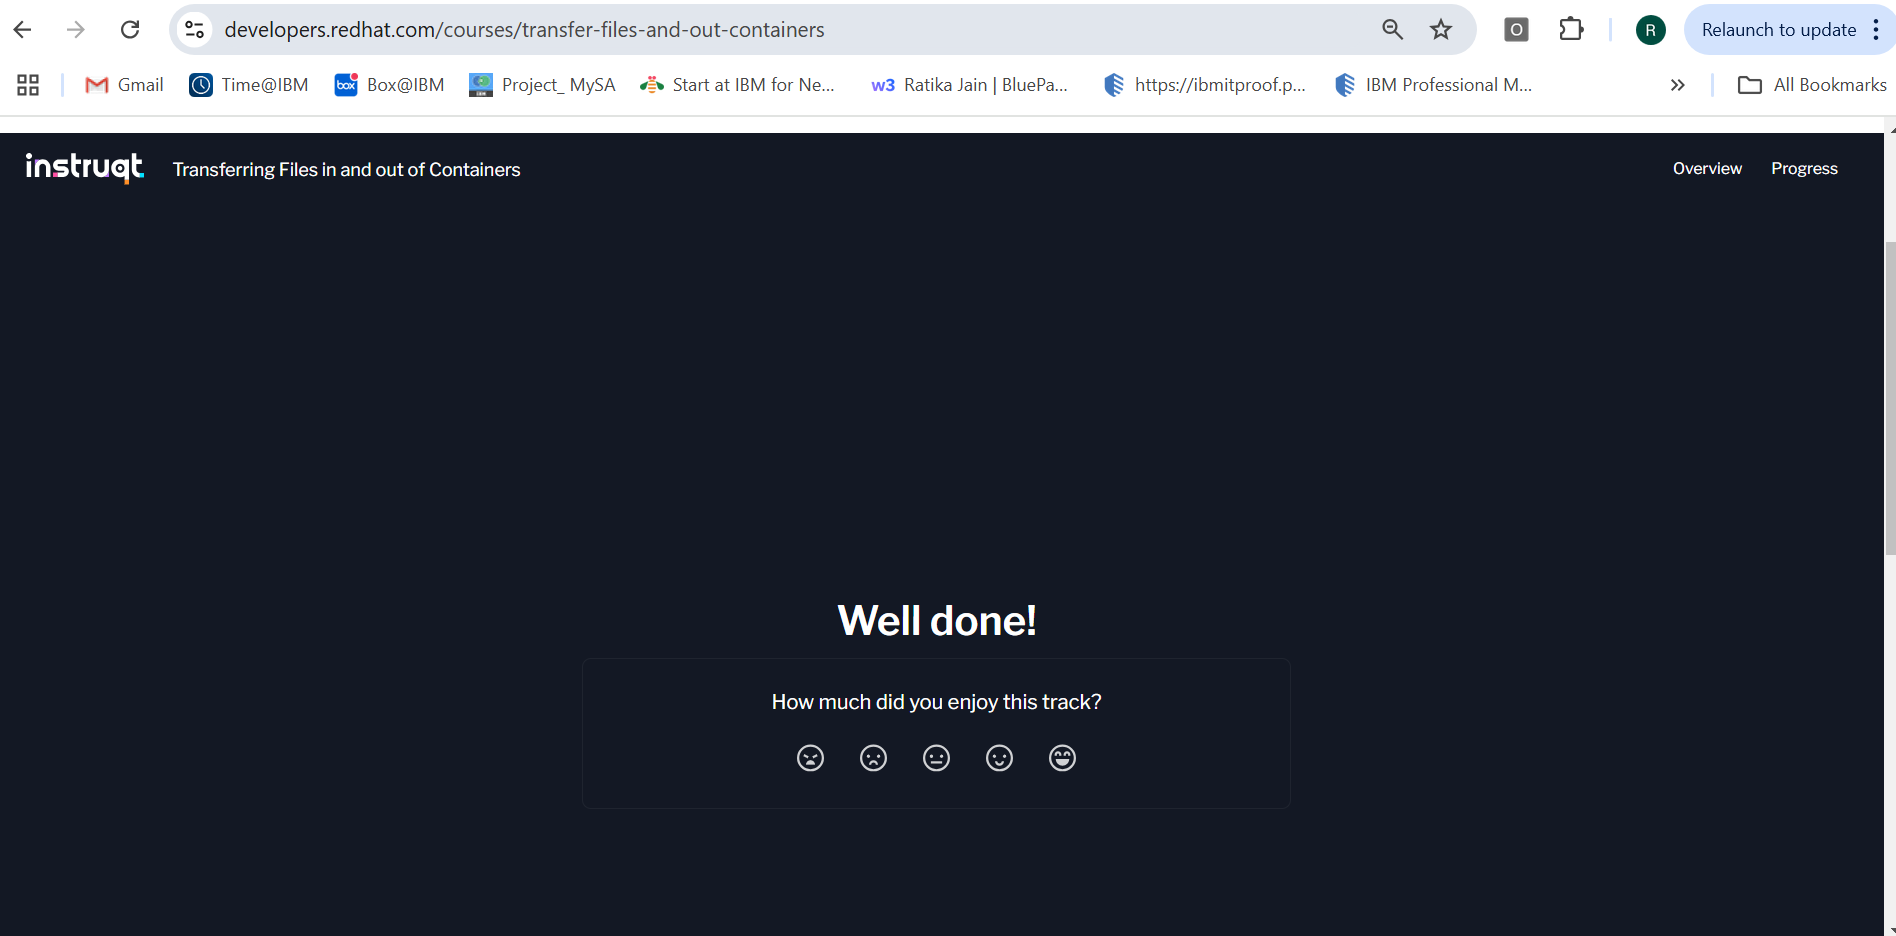 developers.redhat.com/courses/transfer-files-and-out-containers
O
R
Relaunch to update
Gmail
Time@IBM
box
Box@IBM
Project_ MySA
Start at IBM for Ne...
w3
Ratika Jain | BluePa...
https://ibmitproof.p...
IBM Professional M...
»
All Bookmarks
instruqt
Transferring Files in and out of Containers
Overview
Progress
Well done!
How much did you enjoy this track?